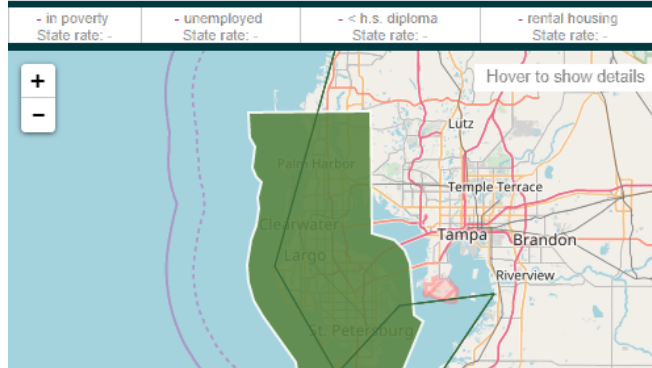 - in poverty
State rate: -
- unemployed
State rate: -
- < h.s. diploma
State rate: -
- rental housing
State rate: -
+
−
Hover to show details
Lutz
Palm Harbor
Temple Terrace
Clearwater
Tampa
Brandon
Largo
Riverview
St. Petersburg